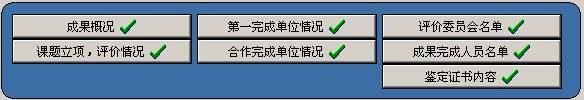 成果概况
第一完成单位情况
评价委员会名单
课题立项，评价情况
合作完成单位情况
成果完成人员名单
鉴定证书内容